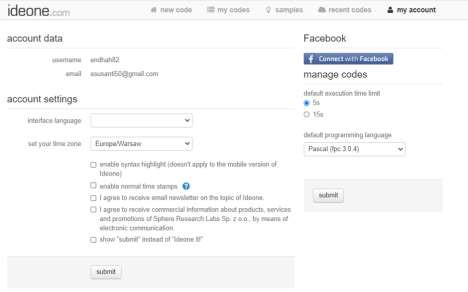 ideone.com
new code
my codes
samples
recent codes
my account
account data
username
endhah82
email
esusanti50@gmail.com
account settings
interface language
set your time zone
Europe/Warsaw
enable syntax highlight (doesn't apply to the mobile version of
Ideone)
enable normal time stamps ?
I agree to receive email newsletter on the topic of Ideone.
I agree to receive commercial information about products, services
and promotions of Sphere Research Labs Sp. z o.o., by means of
electronic communication
show "submit" instead of "Ideone it!"
submit
Facebook
f Connect with Facebook
manage codes
default execution time limit
5s
15s
default programming language
Pascal (fpc 3.0.4)
submit